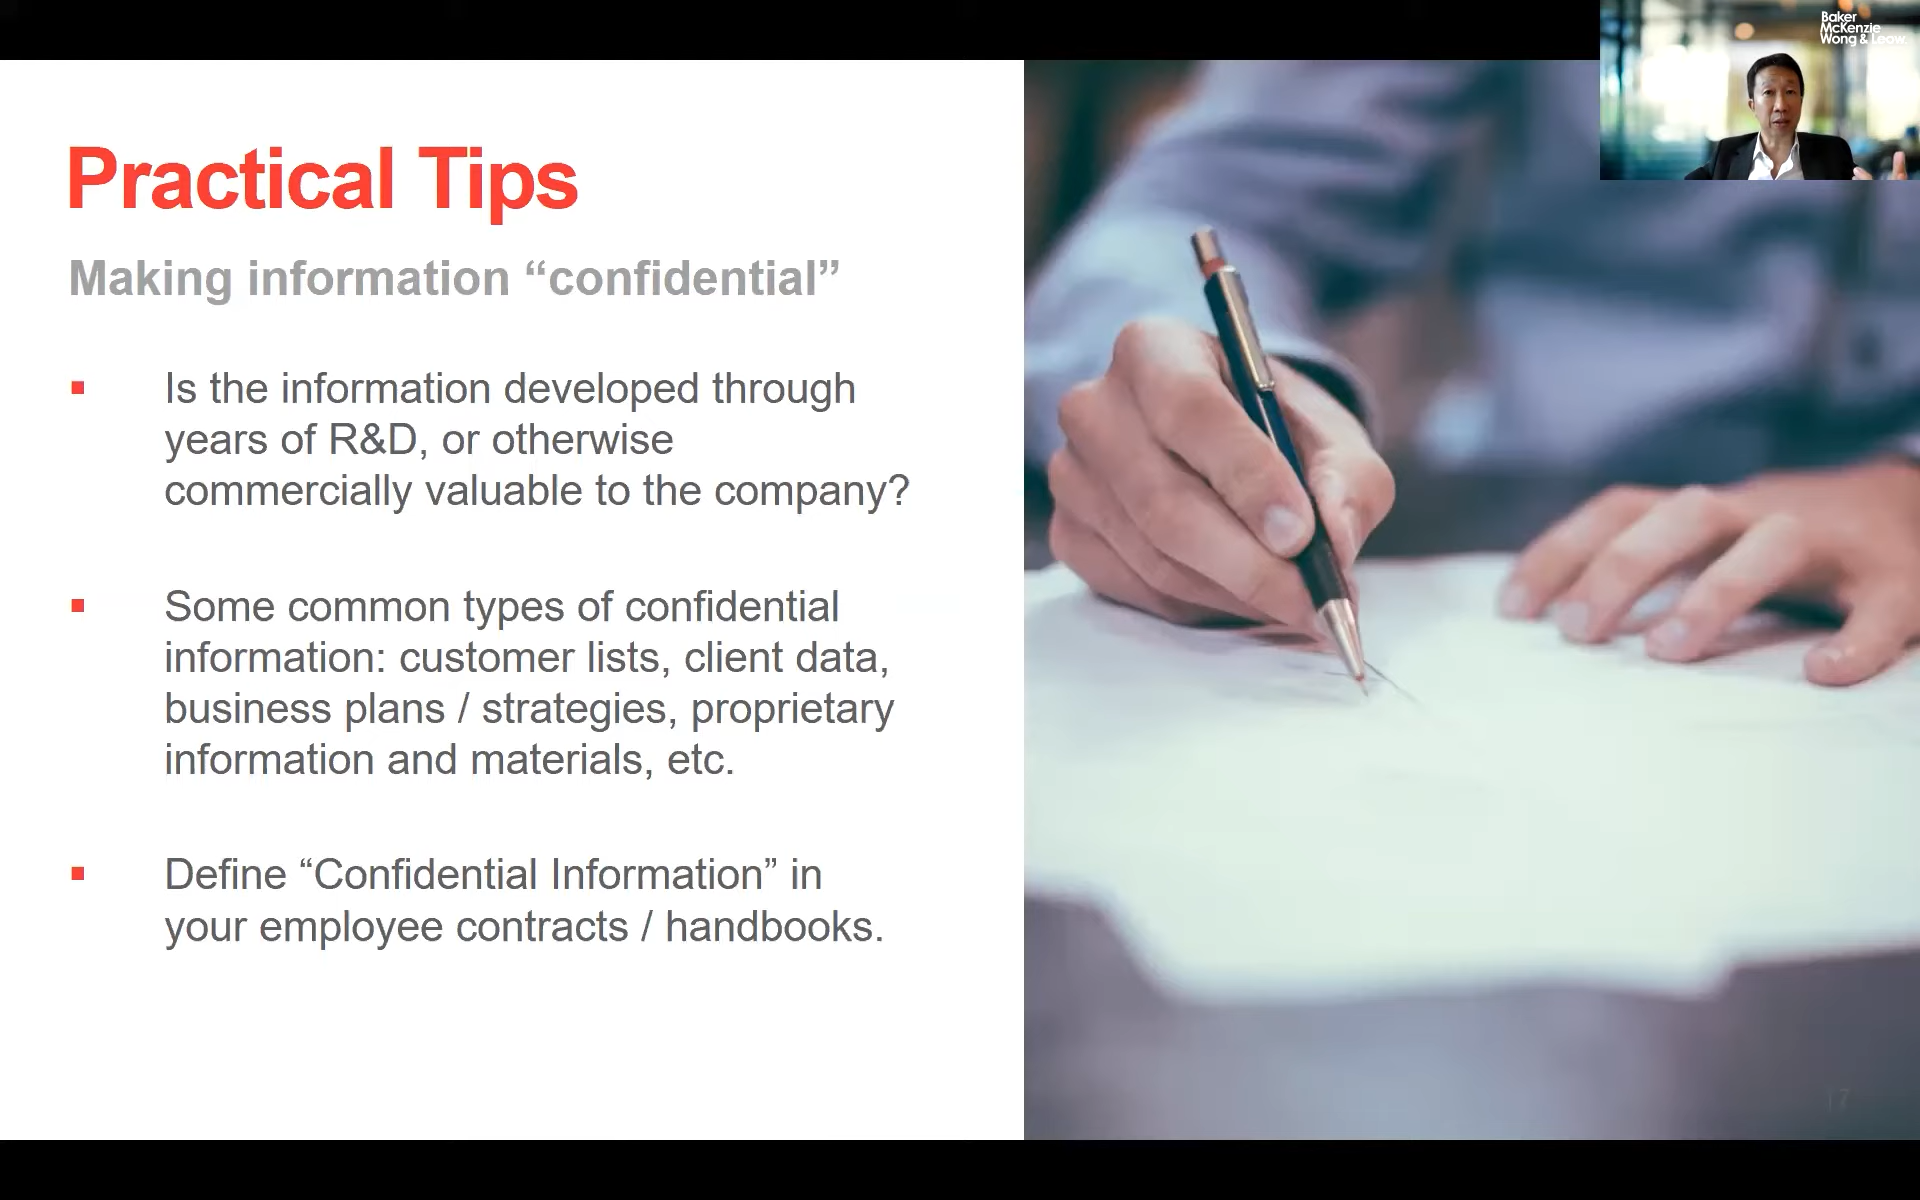 Baker
McKenzie
Wong & Leow
Practical Tips
Making information “confidential”
▪ Is the information developed through
years of R&D, or otherwise
commercially valuable to the company?
▪ Some common types of confidential
information: customer lists, client data,
business plans / strategies, proprietary
information and materials, etc.
▪ Define “Confidential Information” in
your employee contracts / handbooks.
17